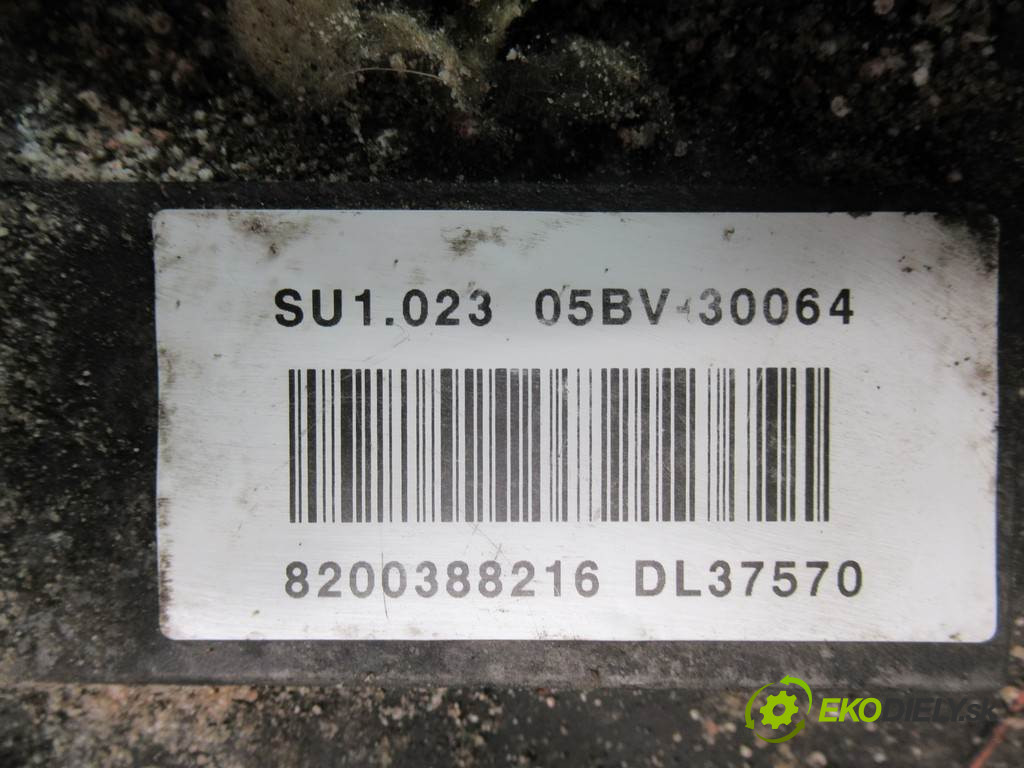 SU1.023 05BV-30064
8200388216 DL37570
EKODIELY.SK